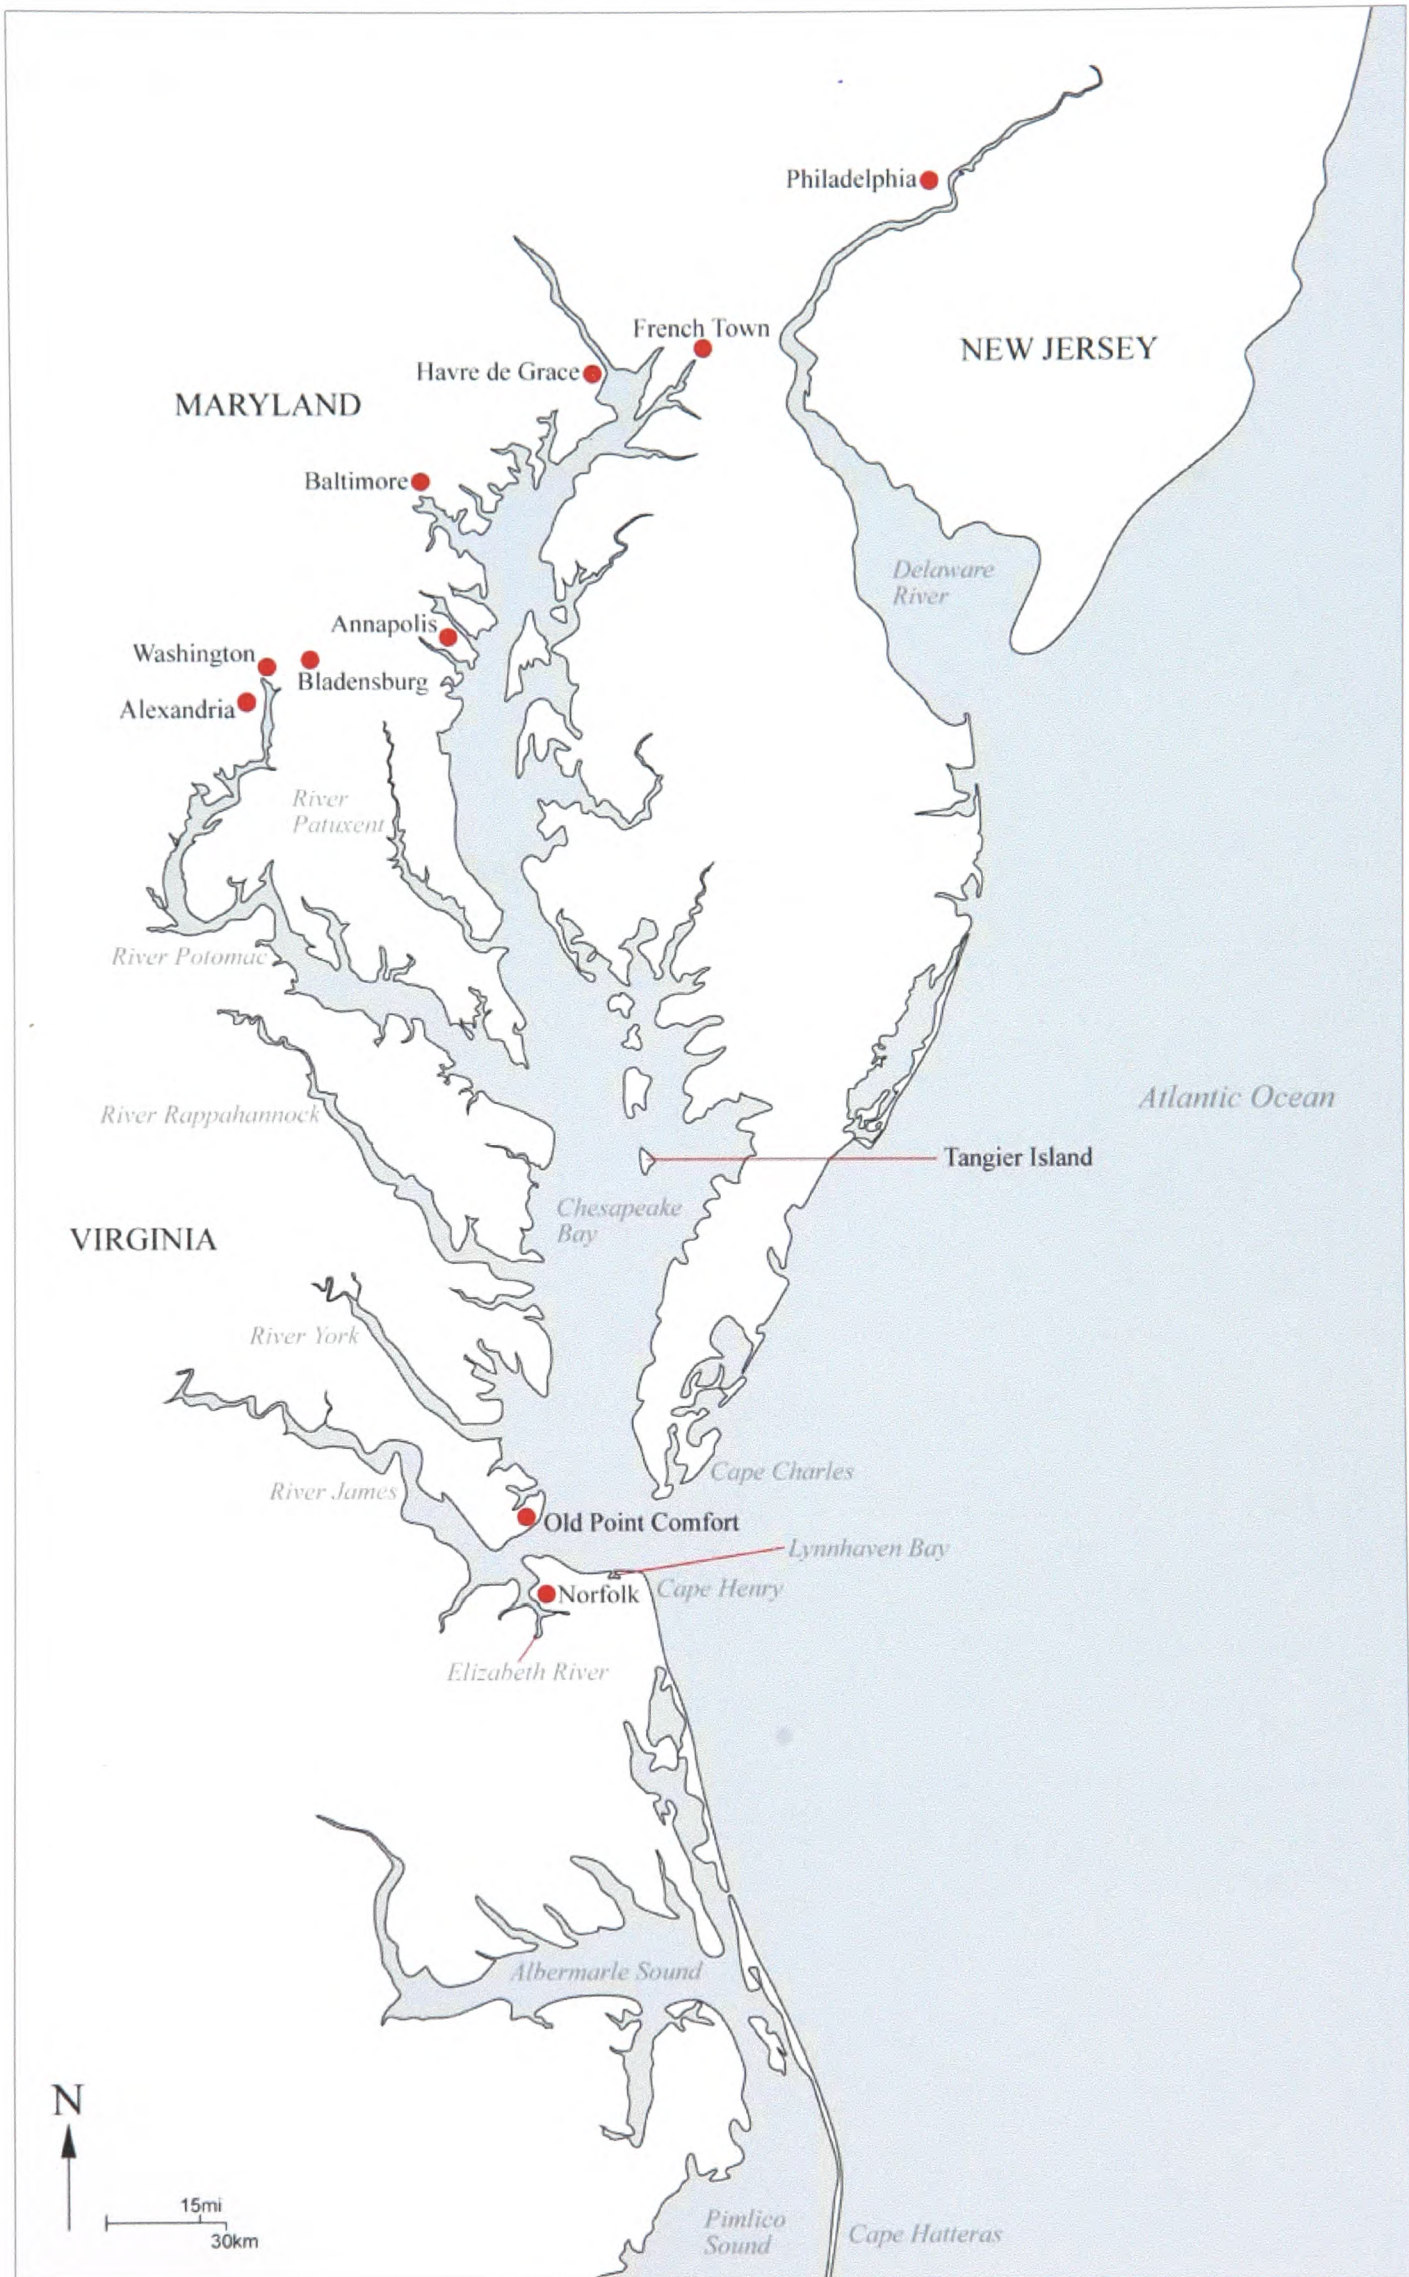 Philadelphia
French Town
NEW JERSEY
Havre de Grace
MARYLAND
Baltimore
Delaware
River
Annapolis
Washington
Bladensburg
Alexandria
River
Patuxent
River Potomac
Atlantic Ocean
River Rappahannock
Tangier Island
Chesapeake
Bay
VIRGINIA
River York
Cape Charles
River James
Old Point Comfort
Lynnhaven Bay
Cape Henry
Norfolk
Elizabeth River
Albermarle Sound
N
15mi
30km
Pimlico
Sound
Cape Hatteras